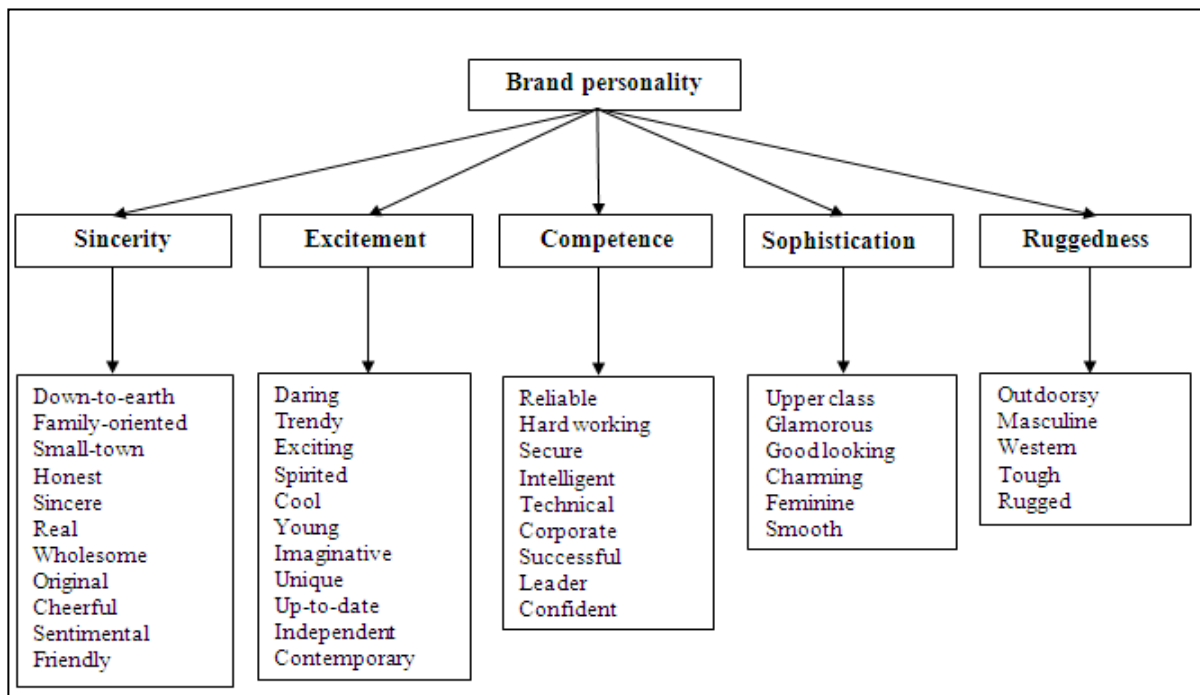 Brand personality
Sincerity
Excitement
Competence
Sophistication
Ruggedness
Down-to-earth
Family-oriented
Small-town
Honest
Sincere
Real
Wholesome
Original
Cheerful
Sentimental
Friendly
Daring
Trendy
Exciting
Spirited
Cool
Young
Imaginative
Unique
Up-to-date
Independent
Contemporary
Reliable
Hard working
Secure
Intelligent
Technical
Corporate
Successful
Leader
Confident
Upper class
Glamorous
Good looking
Charming
Feminine
Smooth
Outdoorsy
Masculine
Western
Tough
Rugged